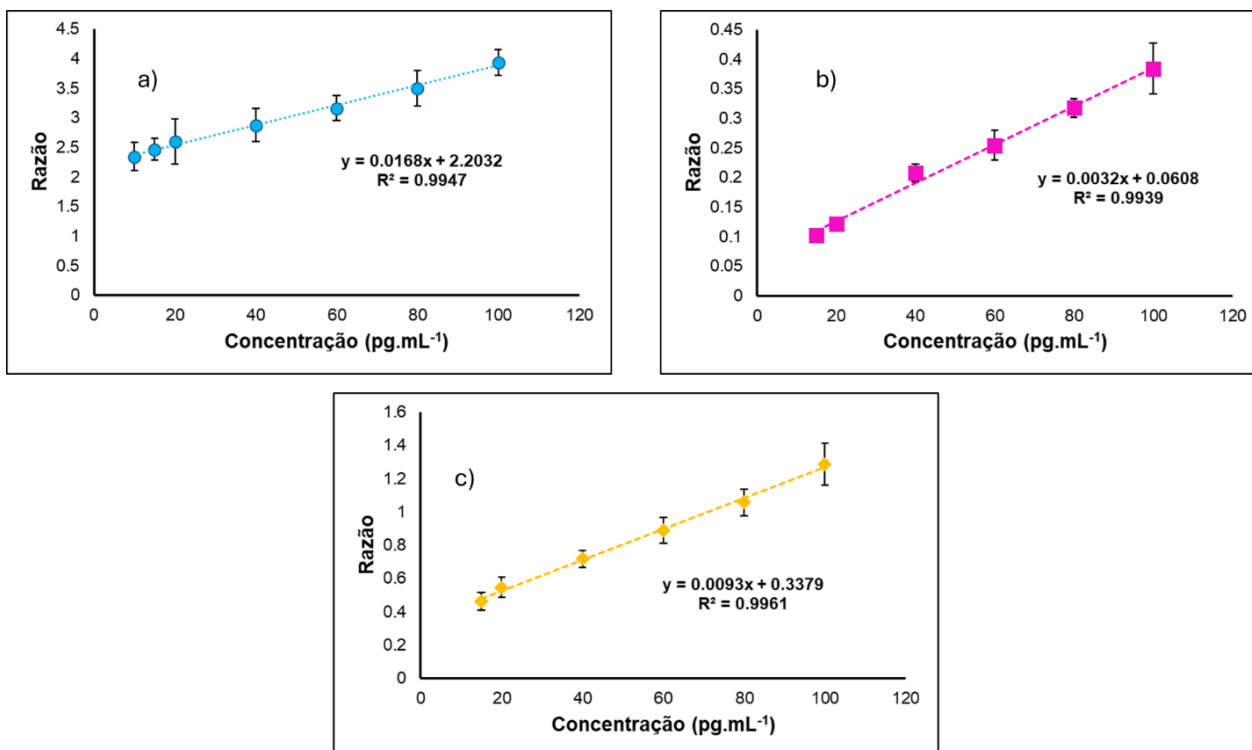 a)
4.5
4
3.5
3
2.5
2
1.5
1
0.5
0
Razão
y = 0.0168x + 2.2032
R² = 0.9947
0 20 40 60 80 100 120
Concentração (pg.mL⁻¹)
b)
0.45
0.4
0.35
0.3
0.25
0.2
0.15
0.1
0.05
0
Razão
y = 0.0032x + 0.0608
R² = 0.9939
0 20 40 60 80 100 120
Concentração (pg.mL⁻¹)
c)
1.6
1.4
1.2
1
0.8
0.6
0.4
0.2
0
Razão
y = 0.0093x + 0.3379
R² = 0.9961
0 20 40 60 80 100 120
Concentração (pg.mL⁻¹)